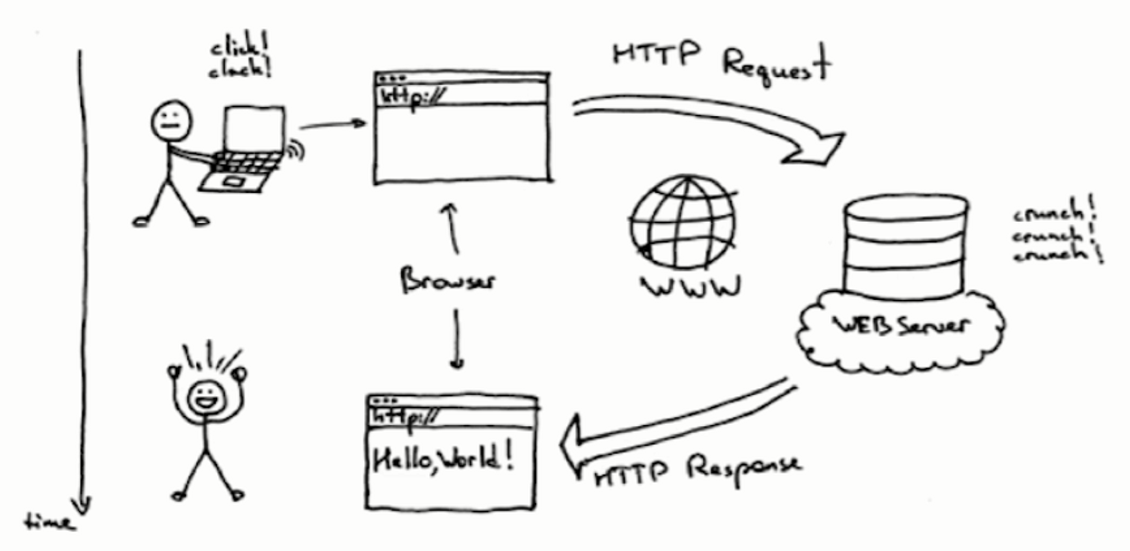 click!
clack!
http://
HTTP Request
crunch!
crunch!
crunch!
WWW
Browser
WEB Server
http://
Hello, World!
HTTP Response
time